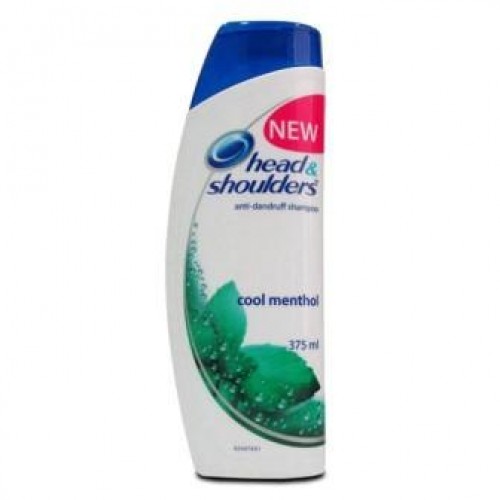 NEW
head&
shoulders®
anti-dandruff shampoo
cool menthol
375 ml